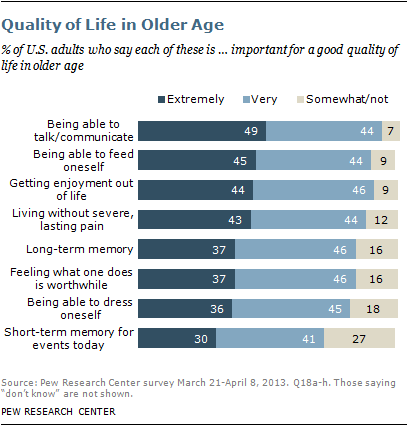 Quality of Life in Older Age
% of U.S. adults who say each of these is ... important for a good quality of
life in older age
Extremely Very Somewhat/not
Being able to
talk/communicate 49 44 7
Being able to feed
oneself 45 44 9
Getting enjoyment out
of life 44 46 9
Living without severe,
lasting pain 43 44 12
Long-term memory 37 46 16
Feeling what one does
is worthwhile 37 46 16
Being able to dress
oneself 36 45 18
Short-term memory for
events today 30 41 27
Source: Pew Research Center survey March 21-April 8, 2013. Q18a-h. Those saying
“don’t know” are not shown.
PEW RESEARCH CENTER